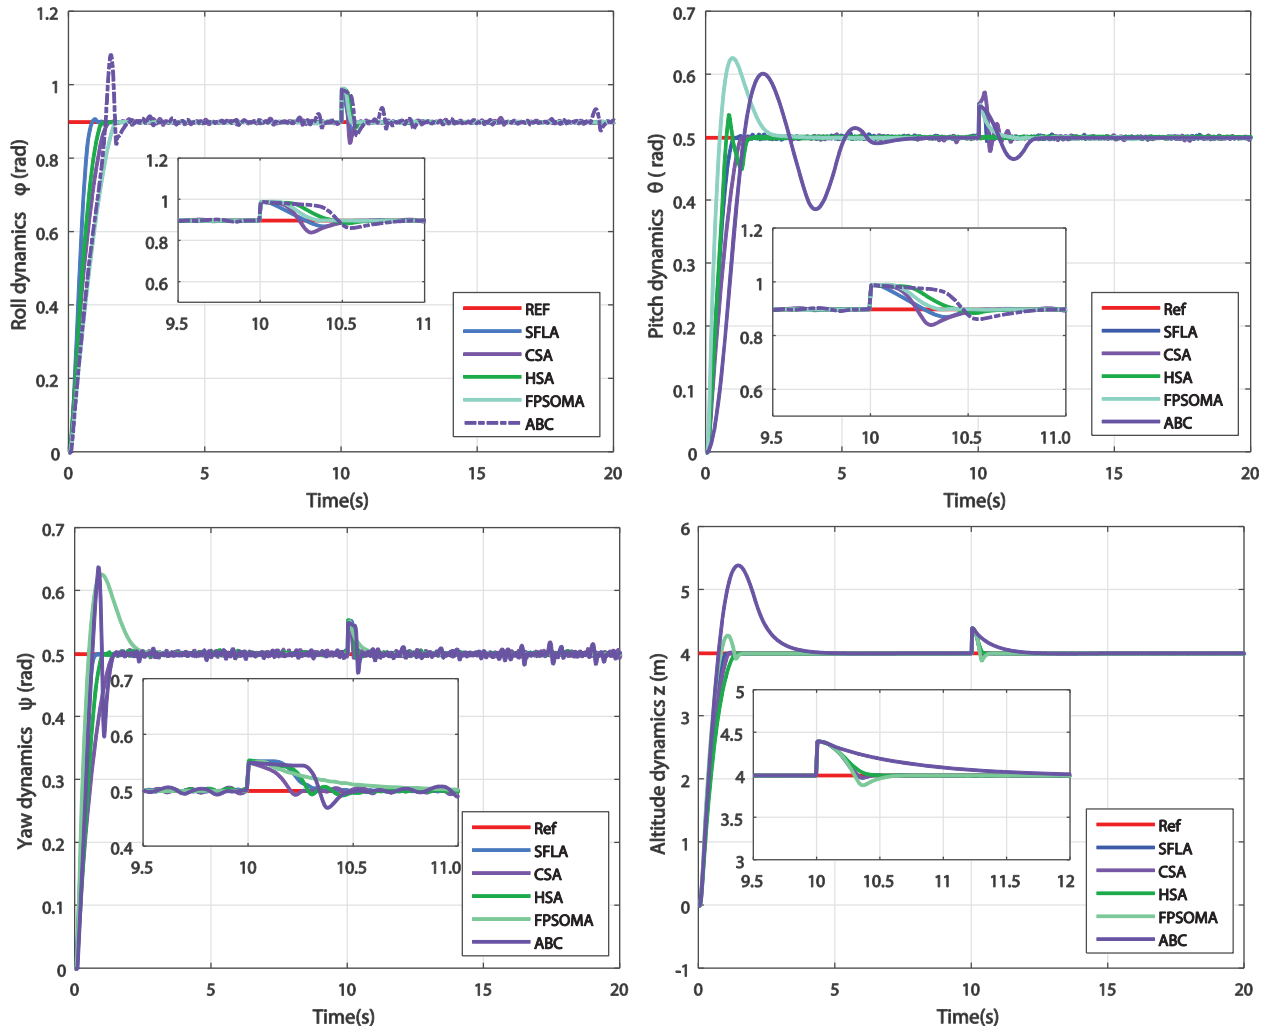 Roll dynamics φ (rad)
1.2
1
0.8
0.6
0.4
0.2
0
0 5 10 15 20
Time(s)
1.2
1
0.8
0.6
9.5 10 10.5 11
REF
SFLA
CSA
HSA
FPSOMA
ABC
Pitch dynamics θ ( rad)
0.7
0.6
0.5
0.4
0.3
0.2
0.1
0
0 5 10 15 20
Time(s)
1.2
1
0.8
0.6
9.5 10 10.5 11.0
Ref
SFLA
CSA
HSA
FPSOMA
ABC
Yaw dynamics ψ (rad)
0.7
0.6
0.5
0.4
0.3
0.2
0.1
0
0 5 10 15 20
Time(s)
0.7
0.6
0.5
0.4
9.5 10 10.5 11.0
Ref
SFLA
CSA
HSA
FPSOMA
ABC
Altitude dynamics z (m)
6
5
4
3
2
1
0
-1
0 5 10 15 20
Time(s)
5
4.5
4
3.5
3
9.5 10 10.5 11 11.5 12
Ref
SFLA
CSA
HSA
FPSOMA
ABC